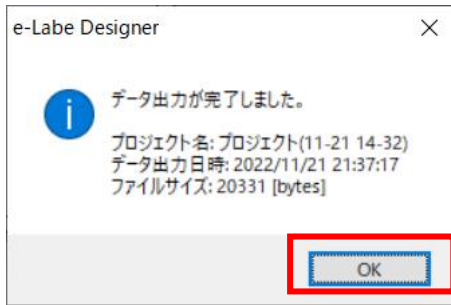 e-Labe Designer
データ出力が完了しました。
プロジェクト名: プロジェクト(11-21 14-32)
データ出力日時: 2022/11/21 21:37:17
ファイルサイズ: 20331 [bytes]
OK